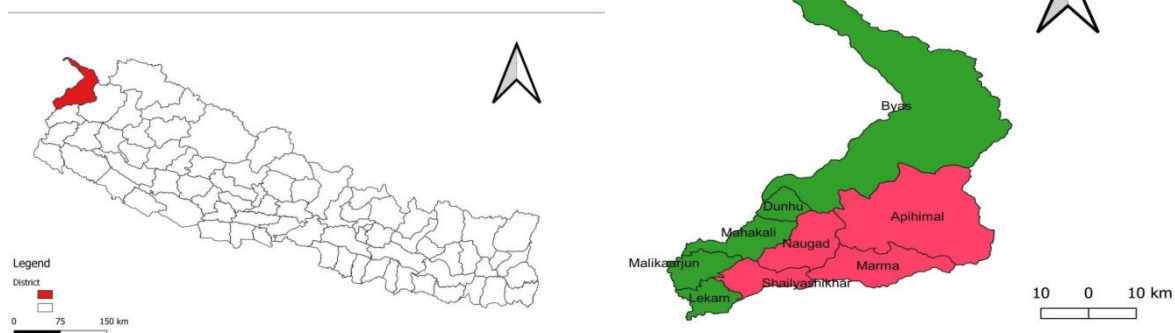 Legend
District
0 75 150 km
Byas
Dunhu
Apihimal
Mahakali
Naugad
Malikaarjun
Marma
Shailyashikhar
Lekam
10 0 10 km